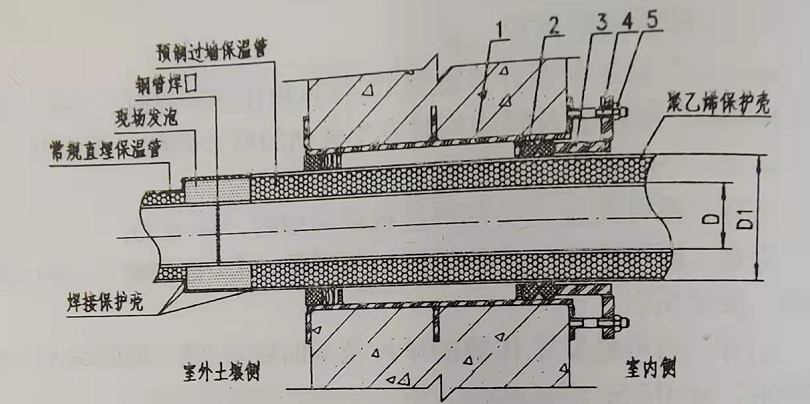 预制过墙保温管
钢管焊口
现场发泡
常规直埋保温管
1
2
3
4
5
聚乙烯保护壳
D
D1
焊接保护壳
室外土壤侧
室内侧